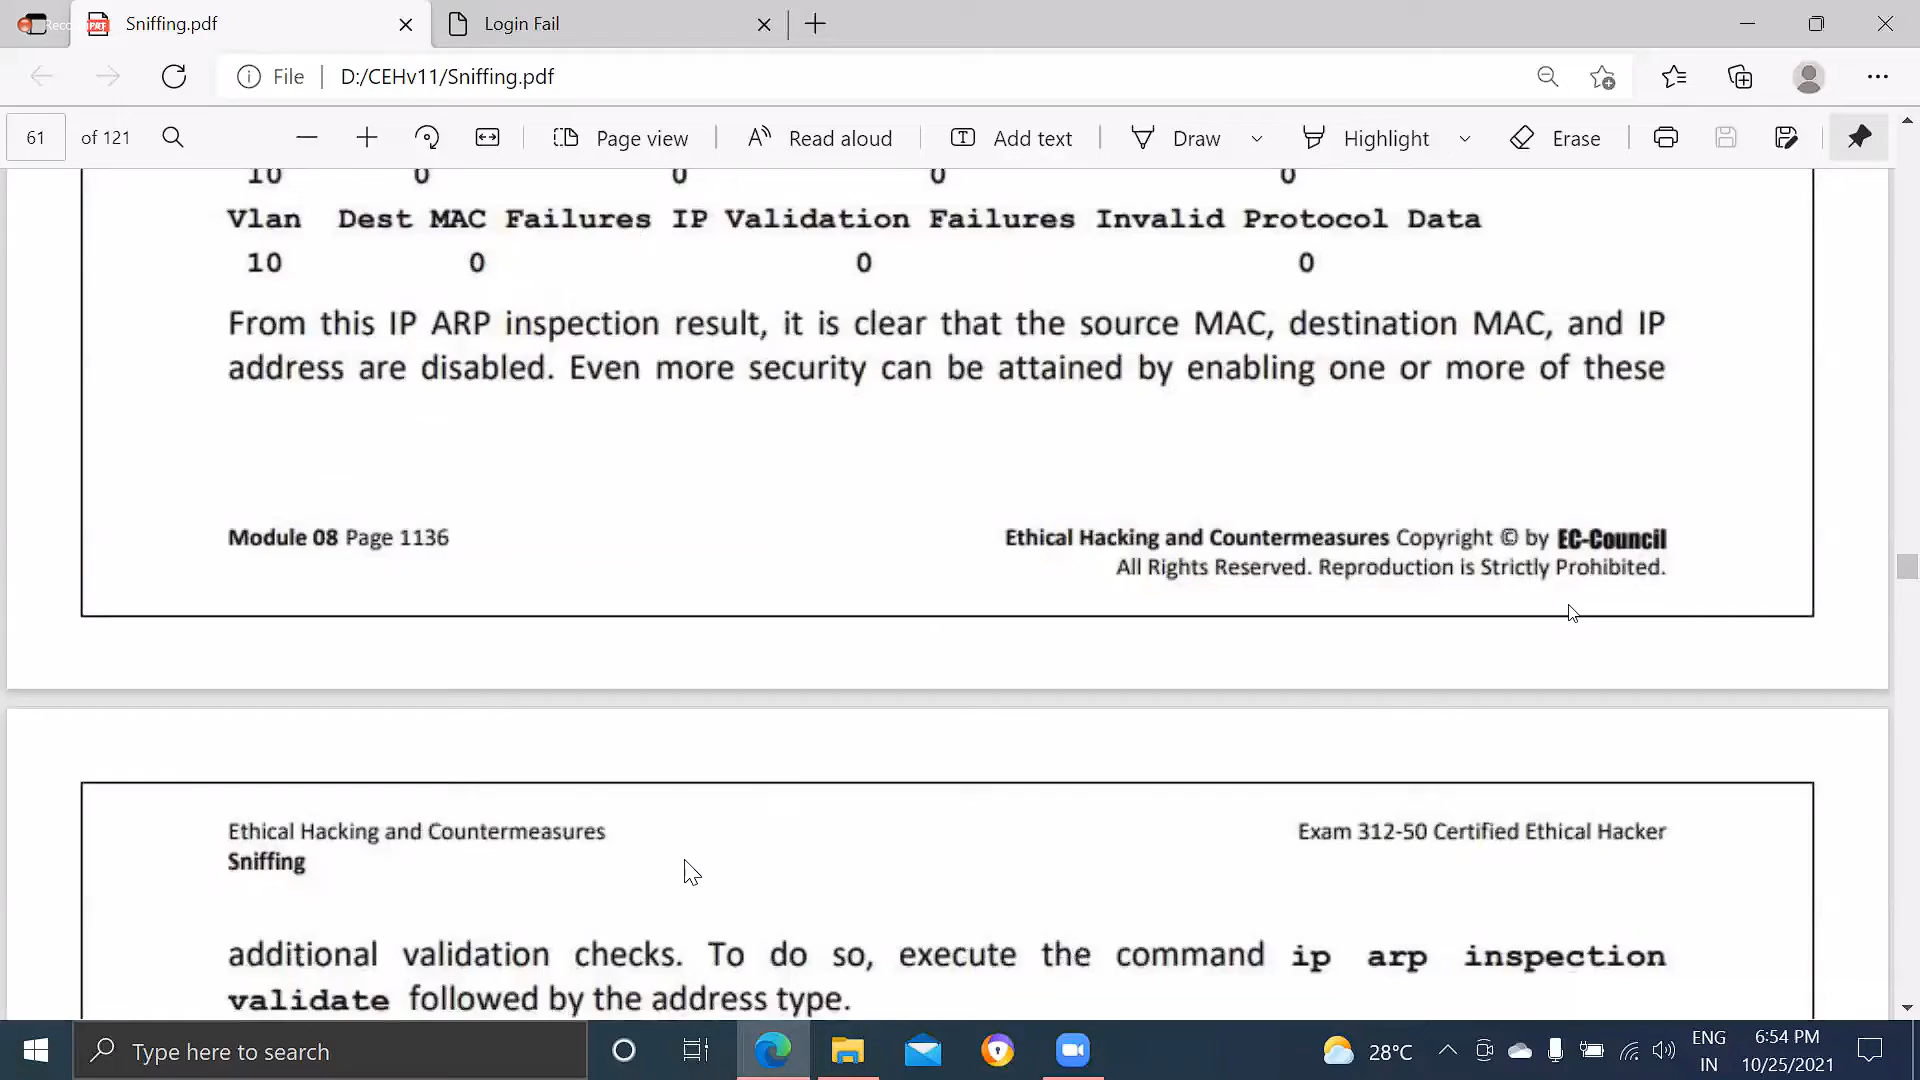 Sniffing.pdf
Login Fail
File
D:/CEHv11/Sniffing.pdf
61 of 121
Page view
Read aloud
Add text
Draw
Highlight
Erase
10 0 0 0 0
Vlan Dest MAC Failures IP Validation Failures Invalid Protocol Data
10 0 0 0
From this IP ARP inspection result, it is clear that the source MAC, destination MAC, and IP
address are disabled. Even more security can be attained by enabling one or more of these
Module 08 Page 1136
Ethical Hacking and Countermeasures Copyright © by EC-Council
All Rights Reserved. Reproduction is Strictly Prohibited.
Ethical Hacking and Countermeasures
Exam 312-50 Certified Ethical Hacker
Sniffing
additional validation checks. To do so, execute the command ip arp inspection
validate followed by the address type.
Type here to search
28°C
ENG
IN
6:54 PM
10/25/2021